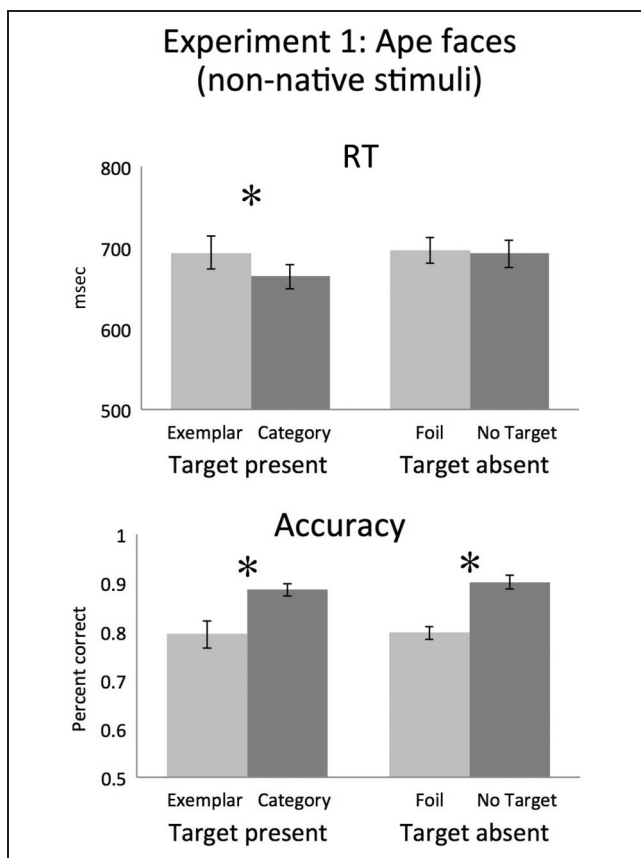 Experiment 1: Ape faces
(non-native stimuli)
RT
800
*
700
msec
600
500
Exemplar Category Foil No Target
Target present Target absent
Accuracy
1
* *
0.9
0.8
Percent correct
0.7
0.6
0.5
Exemplar Category Foil No Target
Target present Target absent